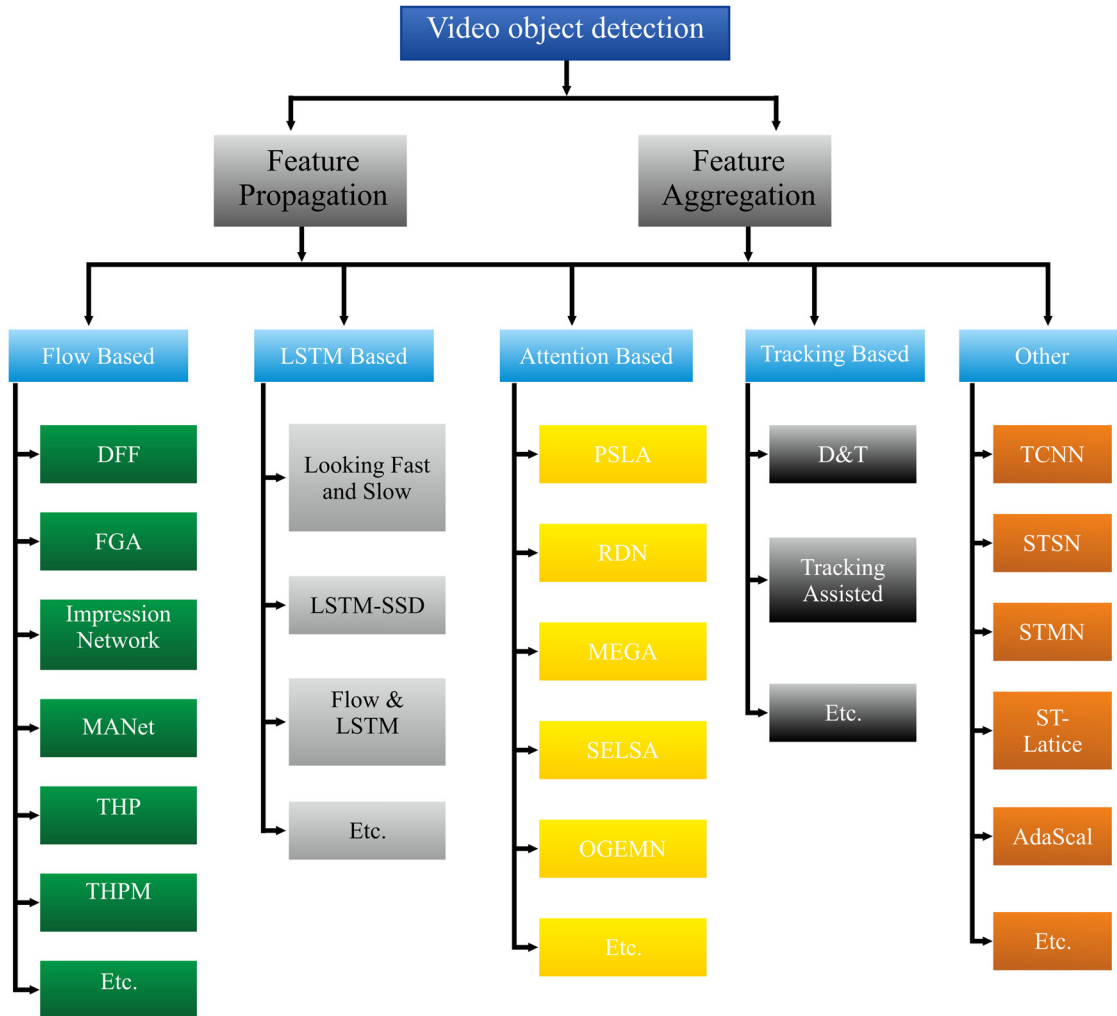 Video object detection
Feature
Propagation
Feature
Aggregation
Flow Based
LSTM Based
Attention Based
Tracking Based
Other
DFF
FGA
Impression
Network
MANet
THP
THPM
Etc.
Looking Fast
and Slow
LSTM-SSD
Flow &
LSTM
Etc.
PSLA
RDN
MEGA
SELSA
OGEMN
Etc.
D&T
Tracking
Assisted
Etc.
TCNN
STSN
STMN
ST-
Latice
AdaScal
Etc.